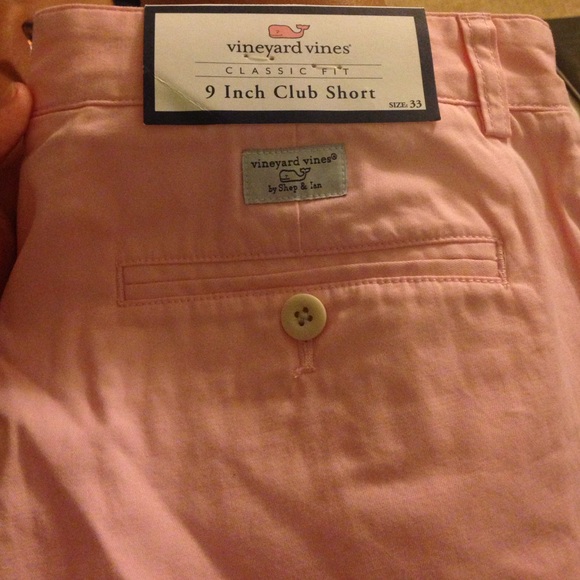 vineyard vines®
CLASSIC FIT
9 Inch Club Short
SIZE: 33
vineyard vines®
by Shep & Ian